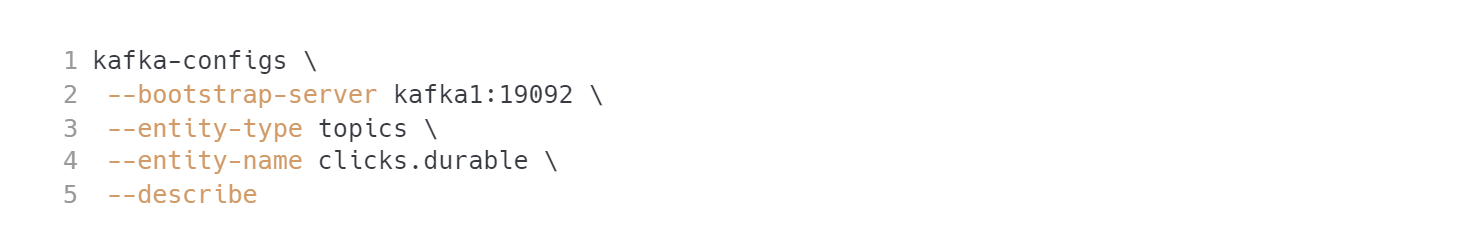 1 kafka-configs \
2  --bootstrap-server kafka1:19092 \
3  --entity-type topics \
4  --entity-name clicks.durable \
5  --describe